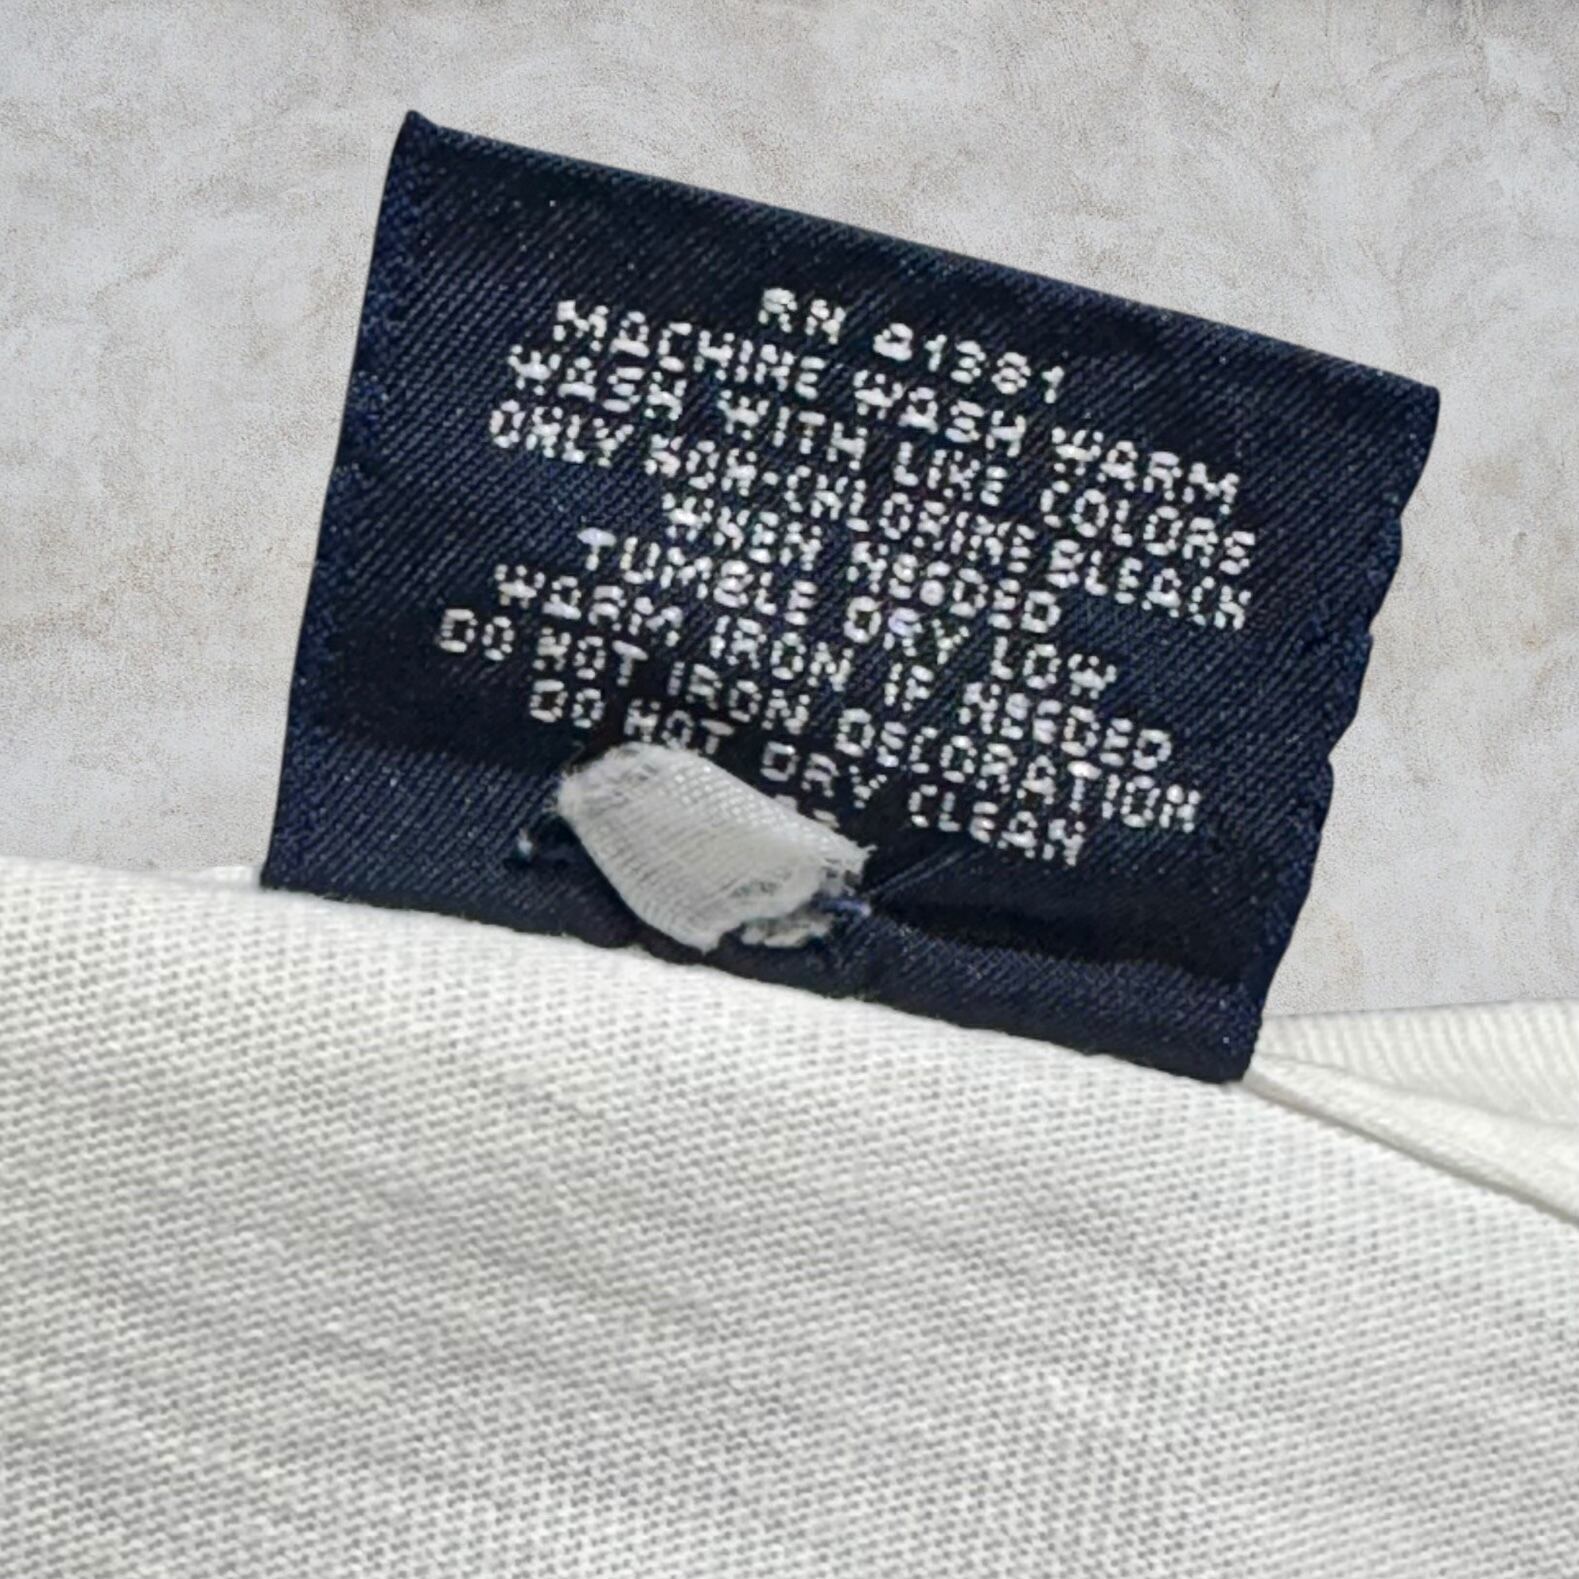 RN 41381
MACHINE WASH WARM
WASH WITH LIKE COLORS
ONLY NON-CHLORINE BLEACH
WHEN NEEDED
TUMBLE DRY LOW
WARM IRON IF NEEDED
DO NOT IRON DECORATION
DO NOT DRY CLEAN